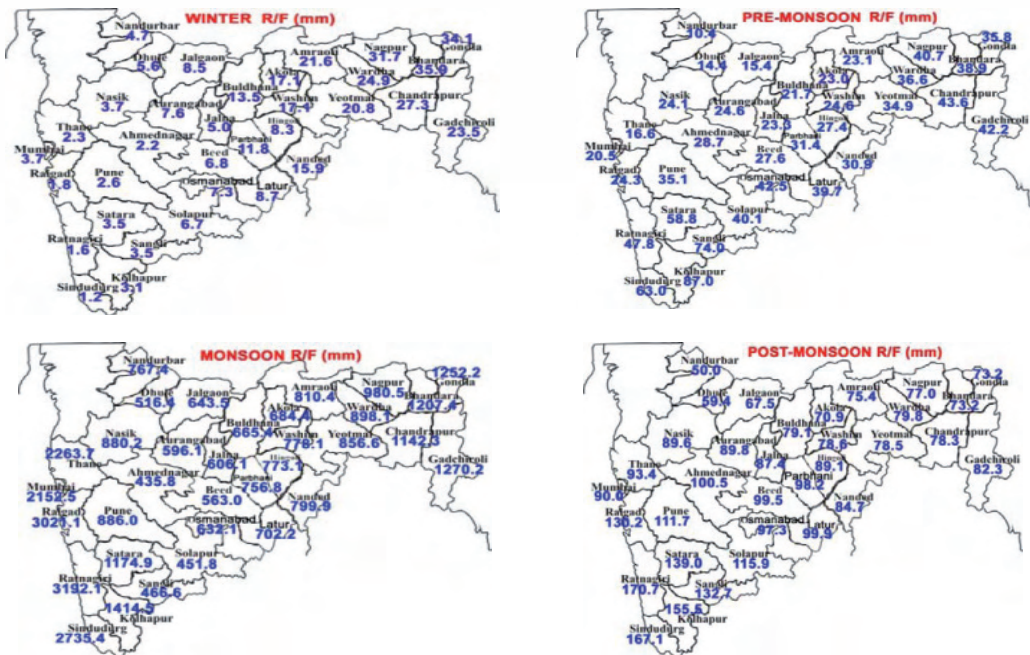 WINTER R/F (mm)
Nandurbar
4.7
Dhule
5.6
Jalgaon
8.5
Buldhana
13.5
Akola
17.1
Amraoli
21.6
Nagpur
31.7
34.1
Gondia
Bhandara
35.9
Wardha
24.9
Washim
17.4
Yeotmal
20.8
Chandrapur
27.3
Gadchiroli
23.5
Nasik
3.7
Aurangabad
7.6
Jalna
5.0
Hingoli
8.3
Parbhani
11.8
Thane
2.3
Ahmednagar
2.2
Beed
6.8
Nanded
15.9
Mumbai
3.7
Raigad
1.8
Pune
2.6
Osmanabad
7.3
Latur
8.7
Satara
3.5
Solapur
6.7
Ratnagiri
1.6
Sangli
3.5
Kolhapur
3.1
Sindudurg
1.2
PRE-MONSOON R/F (mm)
Nandurbar
10.4
Dhule
14.4
Jalgaon
15.4
Buldhana
21.7
Akola
23.0
Amraoli
23.1
Nagpur
40.7
35.8
Gondia
Bhandara
38.9
Wardha
36.6
Washim
24.6
Yeotmal
34.9
Chandrapur
43.6
Gadchiroli
42.2
Nasik
24.1
Aurangabad
24.6
Jalna
23.3
Hingoli
27.4
Parbhani
31.4
Thane
16.6
Ahmednagar
28.7
Beed
27.6
Nanded
30.9
Mumbai
20.5
Raigad
24.3
Pune
35.1
Osmanabad
42.5
Latur
39.7
Satara
58.8
Solapur
40.1
Ratnagiri
47.8
Sangli
74.0
Kolhapur
87.0
Sindudurg
63.0
MONSOON R/F (mm)
Nandurbar
767.4
Dhule
516.4
Jalgaon
643.5
Buldhana
665.4
Akola
684.4
Amraoli
810.4
Nagpur
980.5
1252.2
Gondia
Bhandara
1207.4
Wardha
898.1
Washim
778.1
Yeotmal
856.6
Chandrapur
1142.3
Gadchiroli
1270.2
Nasik
880.2
2263.7
Thane
Aurangabad
596.1
Jalna
606.1
Hingoli
773.1
Parbhani
756.8
Ahmednagar
435.8
Beed
563.0
Nanded
799.9
Mumbai
2152.5
Raigad
3021.1
Pune
886.0
Osmanabad
632.1
Latur
702.2
Satara
1174.9
Solapur
451.8
Ratnagiri
3192.1
Sangli
466.6
1414.5
Kolhapur
Sindudurg
2735.4
POST-MONSOON R/F (mm)
Nandurbar
50.0
Dhule
59.4
Jalgaon
67.5
Buldhana
79.1
Akola
70.9
Amraoli
75.4
Nagpur
77.0
73.2
Gondia
Bhandara
73.2
Wardha
79.8
Washim
78.6
Yeotmal
78.5
Chandrapur
78.3
Gadchiroli
82.3
Nasik
89.6
Aurangabad
89.8
Jalna
87.4
Hingoli
89.1
Parbhani
98.2
Thane
93.4
Ahmednagar
100.5
Beed
99.5
Nanded
84.7
Mumbai
90.0
Raigad
130.2
Pune
111.7
Osmanabad
97.3
Latur
99.9
Satara
139.0
Solapur
115.9
Ratnagiri
170.7
Sangli
132.7
155.5
Kolhapur
Sindudurg
167.1